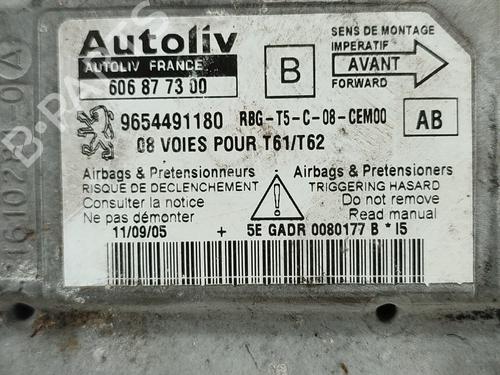 Autoliv
AUTOLIV FRANCE
606 87 73 00
B
SENS DE MONTAGE
IMPERATIF
AVANT
FORWARD
9654491180 RBG-T5-C-08-CEM00
AB
08 VOIES POUR T61/T62
Airbags & Pretensionneurs
RISQUE DE DECLENCHEMENT
Consulter la notice
Ne pas démonter
Airbags & Pretensioners
TRIGGERING HASARD
Do not remove
Read manual
11/09/05 + 5E GADR 0080177 B * 15
B-PARTS